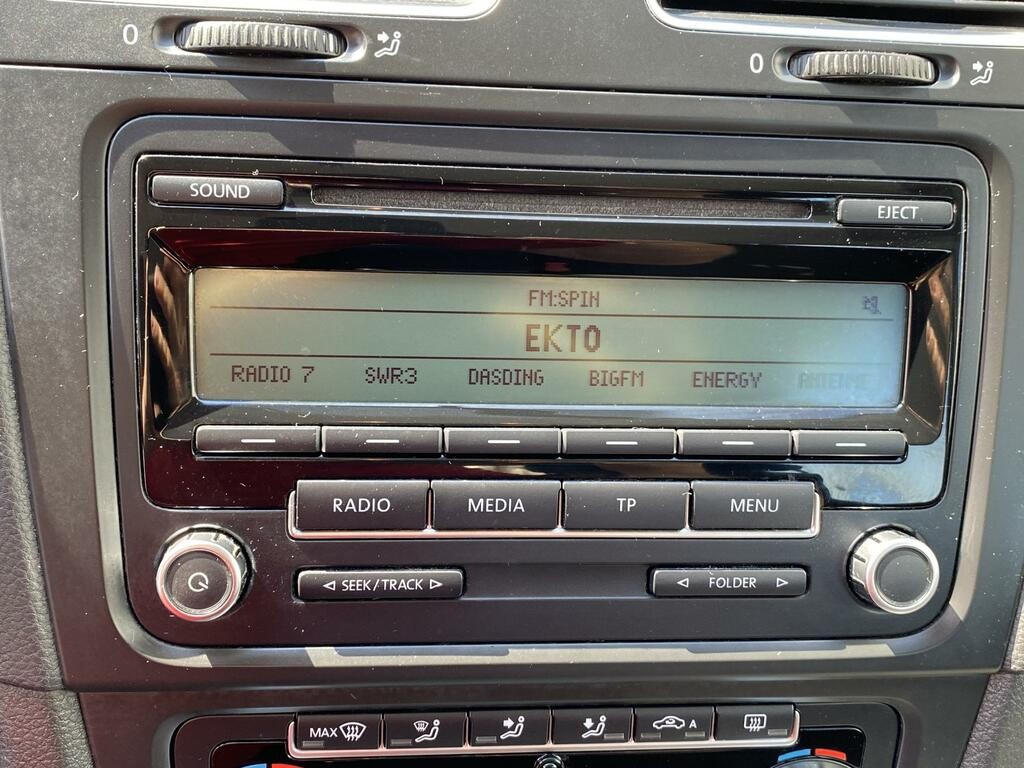 0
0
SOUND
EJECT
FM:SPIN
EKTO
RADIO 7 SWR3 DASDING BIGFM ENERGY ANTENNE
RADIO MEDIA TP MENU
◁ SEEK/TRACK ▷ ◁ FOLDER ▷
MAX A